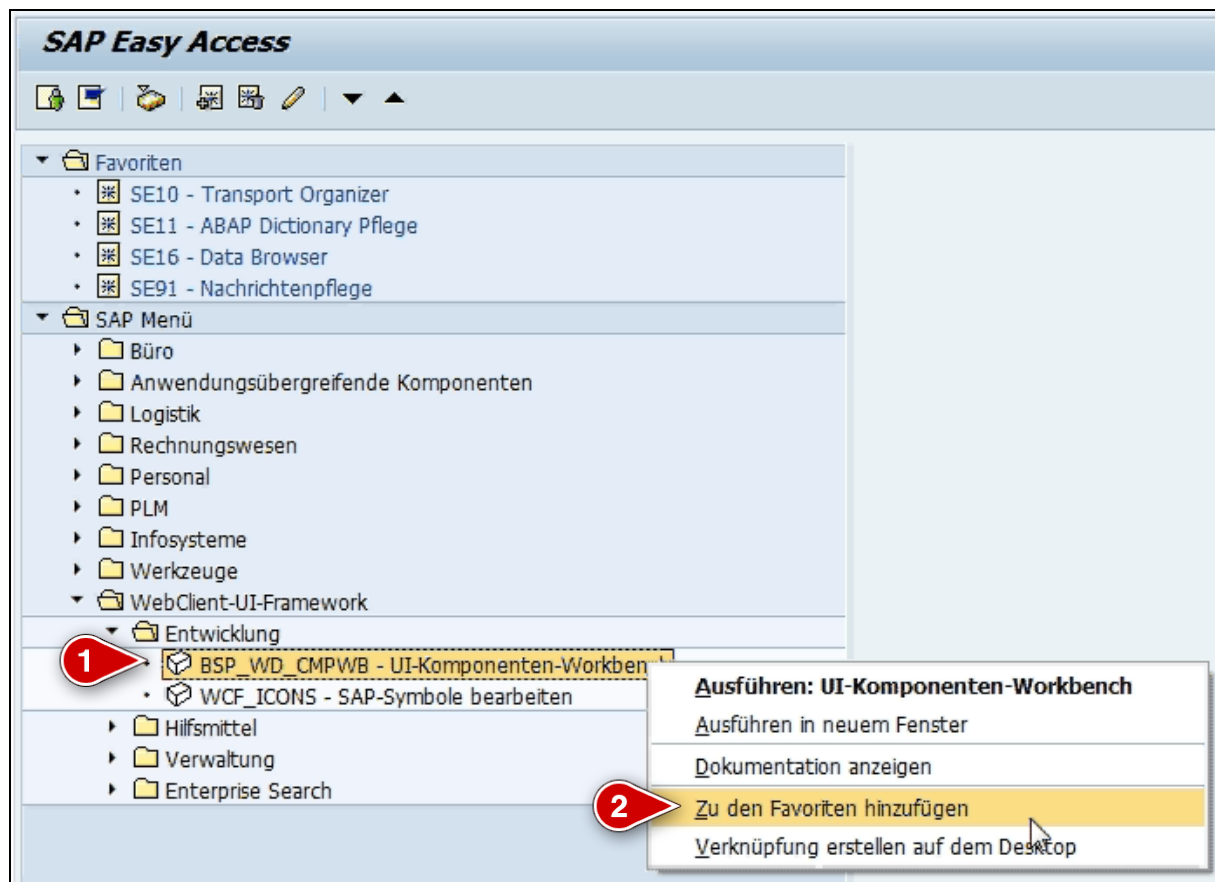 SAP Easy Access
Favoriten
SE10 - Transport Organizer
SE11 - ABAP Dictionary Pflege
SE16 - Data Browser
SE91 - Nachrichtenpflege
SAP Menü
Büro
Anwendungsübergreifende Komponenten
Logistik
Rechnungswesen
Personal
PLM
Infosysteme
Werkzeuge
WebClient-UI-Framework
Entwicklung
1 BSP_WD_CMPWB - UI-Komponenten-Workben
WCF_ICONS - SAP-Symbole bearbeiten
Hilfsmittel
Verwaltung
Enterprise Search
Ausführen: UI-Komponenten-Workbench
Ausführen in neuem Fenster
Dokumentation anzeigen
2 Zu den Favoriten hinzufügen
Verknüpfung erstellen auf dem Desktop